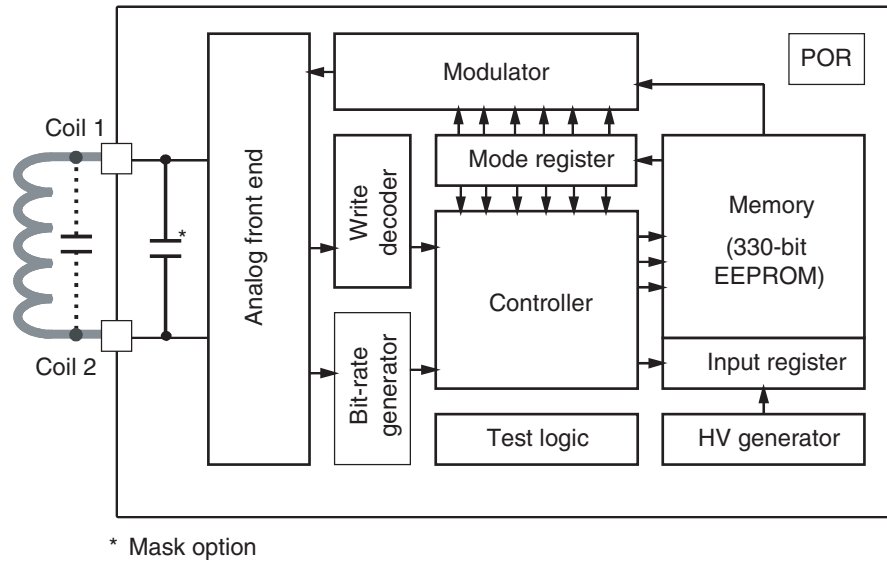 POR
Modulator
Coil 1
Mode register
Analog front end
Write
decoder
Memory
(330-bit
EEPROM)
*
Controller
Coil 2
Bit-rate
generator
Input register
Test logic
HV generator
* Mask option